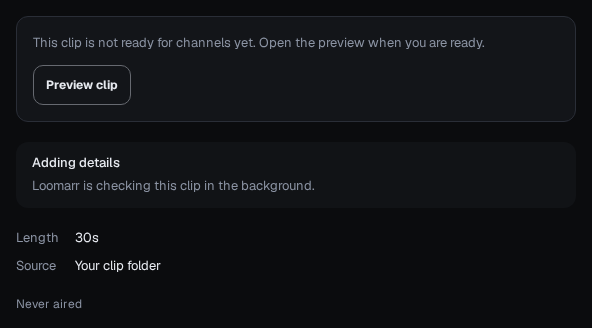 This clip is not ready for channels yet. Open the preview when you are ready.
Preview clip
Adding details
Loomarr is checking this clip in the background.
Length 30s
Source Your clip folder
Never aired